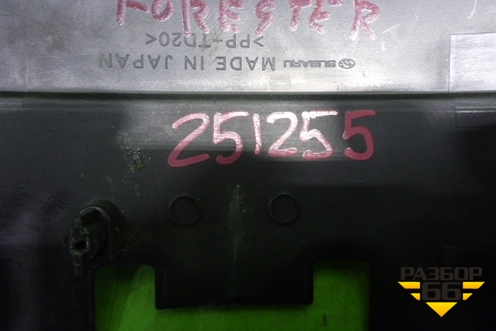 FORESTER
>PP-TD20<
SUBARU MADE IN JAPAN
251255
РАЗБОР
66